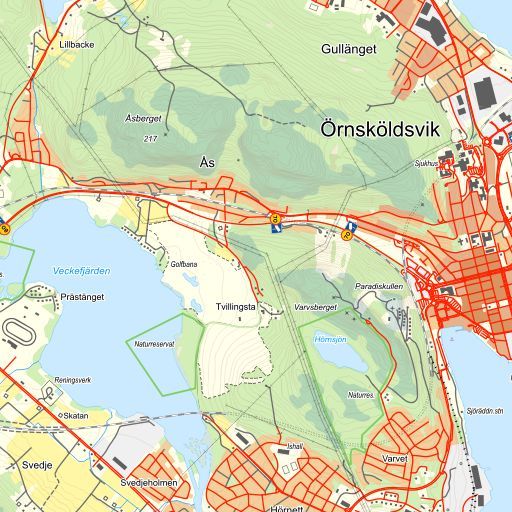 Lillbacke
Gullänget
Åsberget
217
Örnsköldsvik
Ås
Sjukhus
Golfbana
Veckefjärden
Paradiskullen
Prästänget
Tvillingsta
Varvsberget
Hömsjön
Naturreservat
Reningsverk
Naturres.
Skatan
Sjöräddn.stn
Ishall
Varvet
Svedje
Svedjeholmen
Hörnett